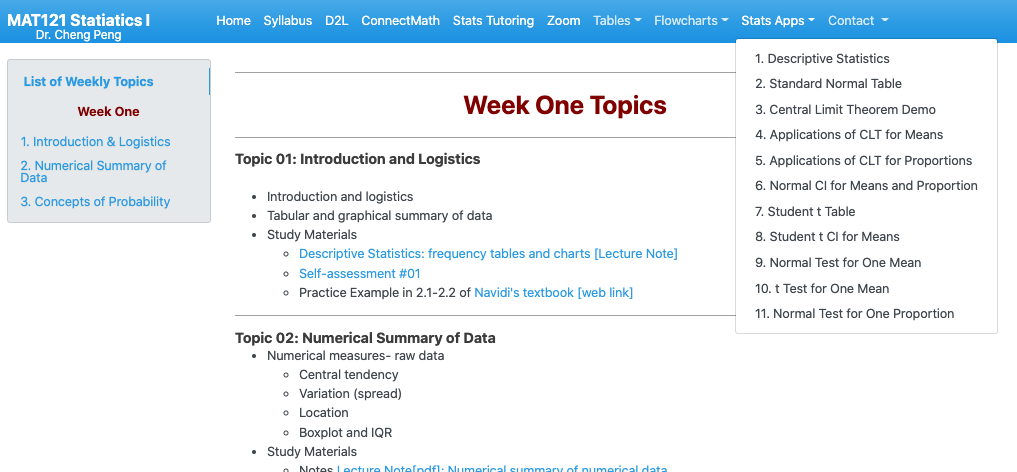 MAT121 Statiatics I
Dr. Cheng Peng
Home Syllabus D2L ConnectMath Stats Tutoring Zoom Tables Flowcharts Stats Apps Contact
1. Descriptive Statistics
2. Standard Normal Table
3. Central Limit Theorem Demo
4. Applications of CLT for Means
5. Applications of CLT for Proportions
6. Normal CI for Means and Proportion
7. Student t Table
8. Student t CI for Means
9. Normal Test for One Mean
10. t Test for One Mean
11. Normal Test for One Proportion
List of Weekly Topics
Week One
1. Introduction & Logistics
2. Numerical Summary of
Data
3. Concepts of Probability
Week One Topics
Topic 01: Introduction and Logistics
Introduction and logistics
Tabular and graphical summary of data
Study Materials
Descriptive Statistics: frequency tables and charts [Lecture Note]
Self-assessment #01
Practice Example in 2.1-2.2 of Navidi's textbook [web link]
Topic 02: Numerical Summary of Data
Numerical measures- raw data
Central tendency
Variation (spread)
Location
Boxplot and IQR
Study Materials
Notes Lecture Note[pdf]: Numerical summary of numerical data